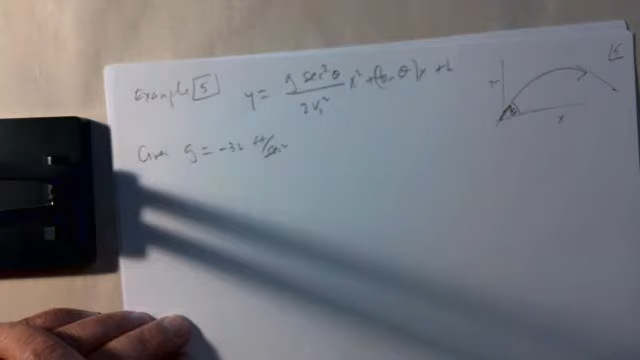 Example 5 y = g sec²θ / 2v₀² x² + (tan θ)x + h
Given g = -32 ft/sec²
x
θ